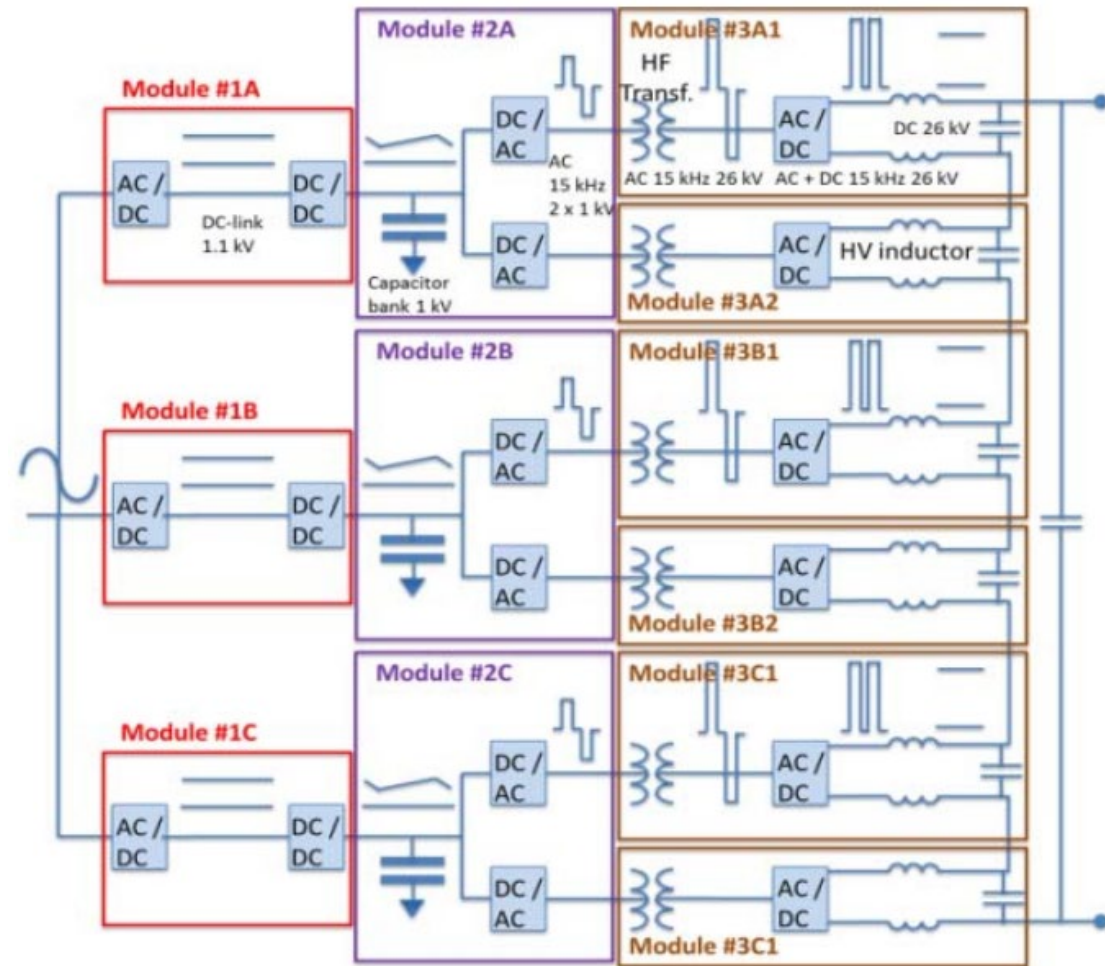 Module #1A
AC /
DC
DC /
DC
DC-link
1.1 kV
Module #2A
Capacitor
bank 1 kV
DC /
AC
AC
15 kHz
2 x 1 kV
DC /
AC
Module #3A1
HF
Transf.
AC /
DC
DC 26 kV
AC 15 kHz 26 kV
AC + DC 15 kHz 26 kV
AC /
DC
HV inductor
Module #3A2
Module #1B
AC /
DC
DC /
DC
Module #2B
DC /
AC
DC /
AC
Module #3B1
AC /
DC
AC /
DC
Module #3B2
Module #1C
AC /
DC
DC /
DC
Module #2C
DC /
AC
DC /
AC
Module #3C1
AC /
DC
AC /
DC
Module #3C1